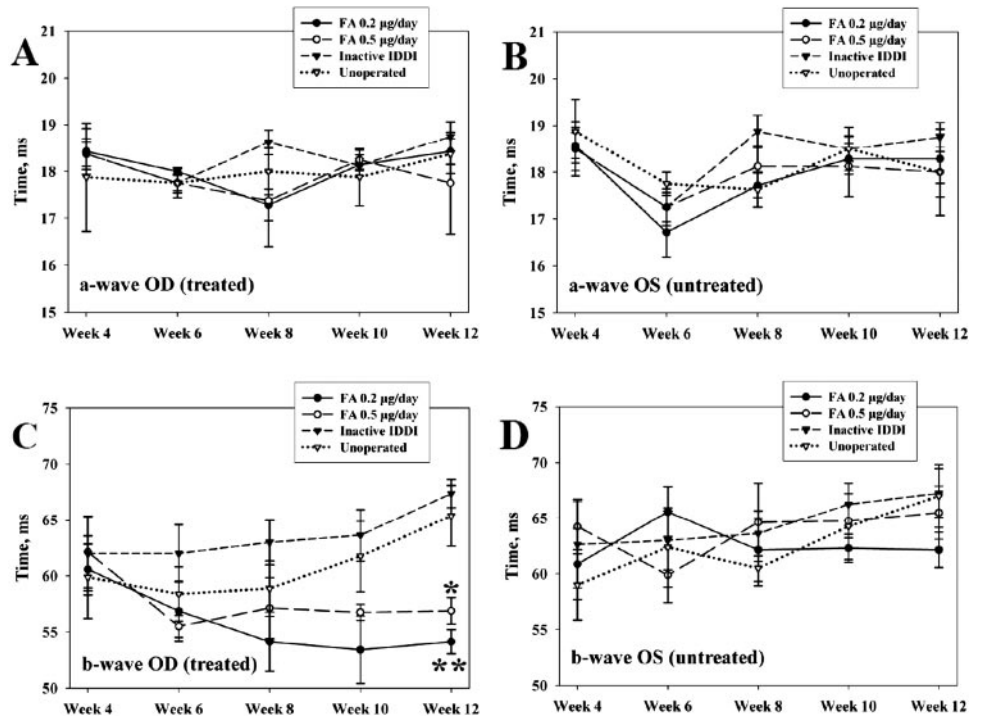 A
FA 0.2 µg/day
FA 0.5 µg/day
Inactive IDDI
Unoperated
21
20
19
18
17
16
15
Time, ms
a-wave OD (treated)
Week 4 Week 6 Week 8 Week 10 Week 12
B
FA 0.2 µg/day
FA 0.5 µg/day
Inactive IDDI
Unoperated
21
20
19
18
17
16
15
Time, ms
a-wave OS (untreated)
Week 4 Week 6 Week 8 Week 10 Week 12
C
FA 0.2 µg/day
FA 0.5 µg/day
Inactive IDDI
Unoperated
75
70
65
60
55
50
Time, ms
*
**
b-wave OD (treated)
Week 4 Week 6 Week 8 Week 10 Week 12
D
FA 0.2 µg/day
FA 0.5 µg/day
Inactive IDDI
Unoperated
75
70
65
60
55
50
Time, ms
b-wave OS (untreated)
Week 4 Week 6 Week 8 Week 10 Week 12